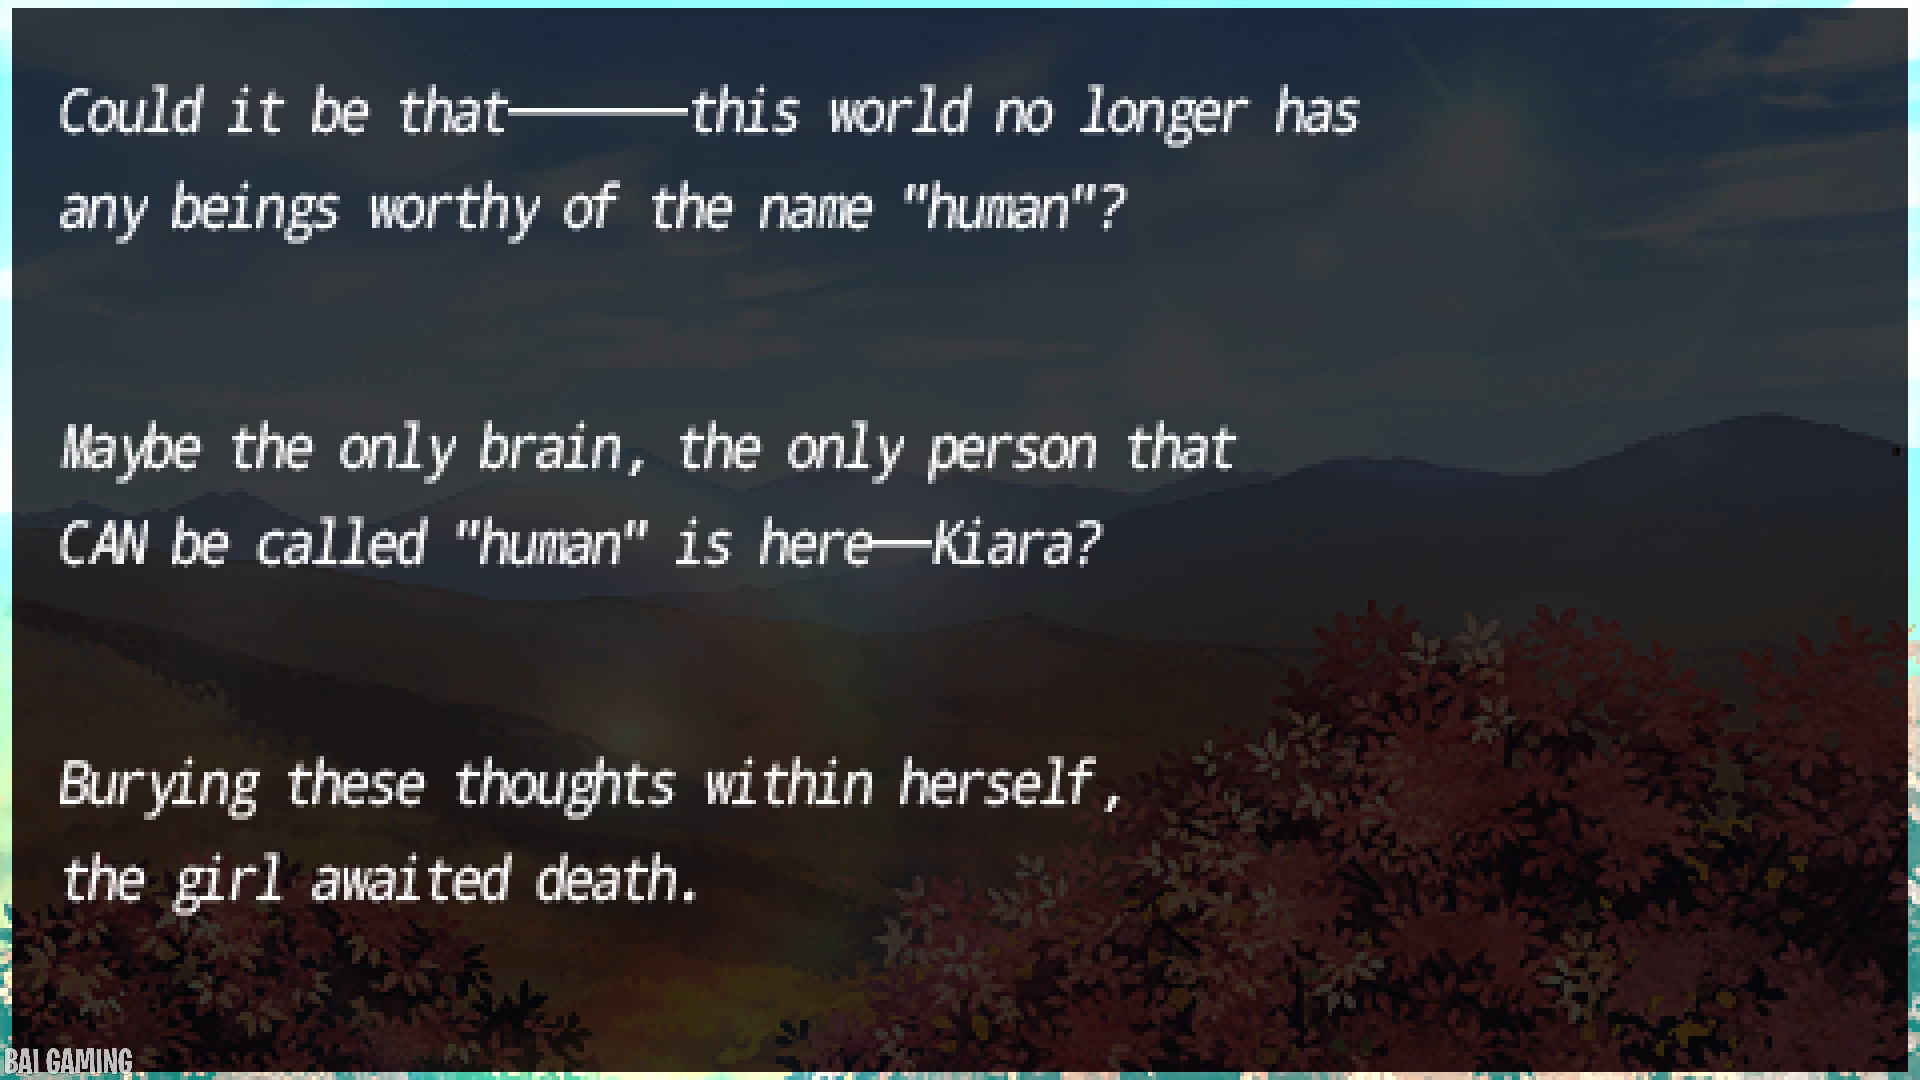 Could it be that———this world no longer has
any beings worthy of the name "human"?
Maybe the only brain, the only person that
CAN be called "human" is here—Kiara?
Burying these thoughts within herself,
the girl awaited death.
BAI GAMING